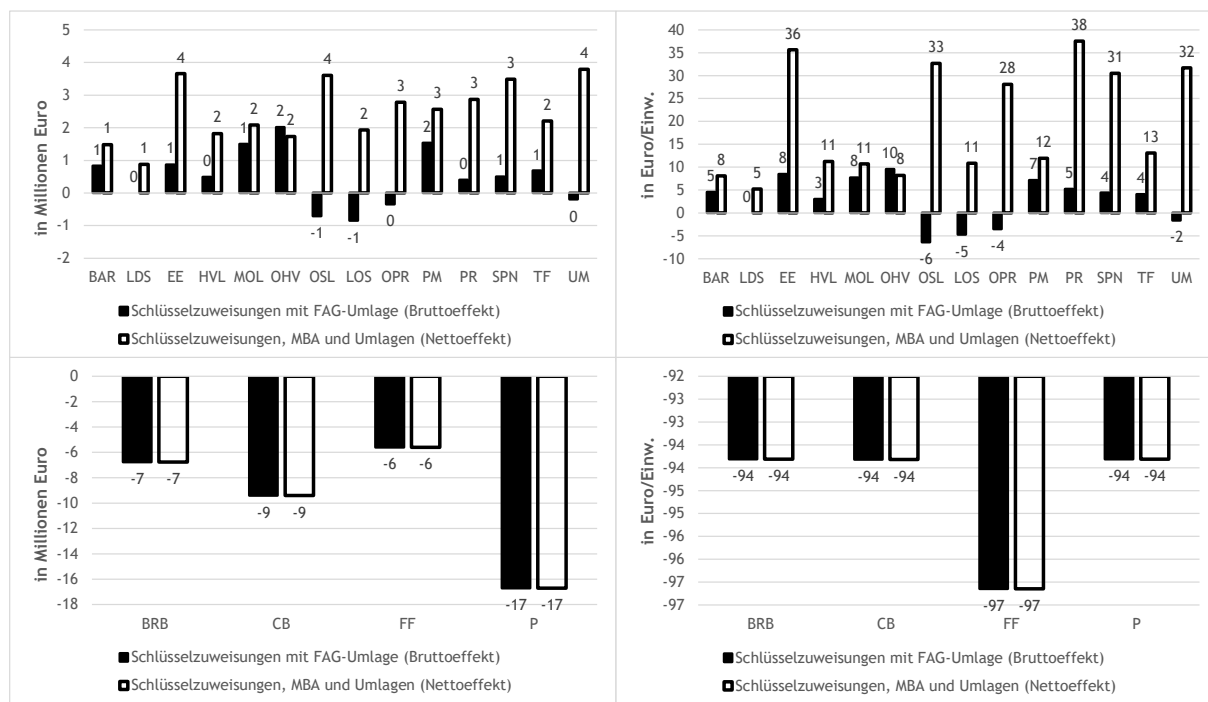 in Millionen Euro
5
4
3
2
1
0
-1
-2
1 1 0 1 1 4 0 2 1 2 2 2 -1 4 -1 2 0 3 2 3 0 3 1 3 1 2 0 4
BAR LDS EE HVL MOL OHV OSL LOS OPR PM PR SPN TF UM
Schlüsselzuweisungen mit FAG-Umlage (Bruttoeffekt)
Schlüsselzuweisungen, MBA und Umlagen (Nettoeffekt)
in Euro/Einw.
40
35
30
25
20
15
10
5
0
-5
-10
5 8 0 5 8 36 3 11 8 11 10 8 -6 33 -5 11 -4 28 7 12 5 38 4 31 4 13 -2 32
BAR LDS EE HVL MOL OHV OSL LOS OPR PM PR SPN TF UM
Schlüsselzuweisungen mit FAG-Umlage (Bruttoeffekt)
Schlüsselzuweisungen, MBA und Umlagen (Nettoeffekt)
in Millionen Euro
0
-2
-4
-6
-8
-10
-12
-14
-16
-18
-7 -7 -9 -9 -6 -6 -17 -17
BRB CB FF P
Schlüsselzuweisungen mit FAG-Umlage (Bruttoeffekt)
Schlüsselzuweisungen, MBA und Umlagen (Nettoeffekt)
in Euro/Einw.
-92
-93
-93
-94
-94
-95
-95
-96
-96
-97
-97
-94 -94 -94 -94 -97 -97 -94 -94
BRB CB FF P
Schlüsselzuweisungen mit FAG-Umlage (Bruttoeffekt)
Schlüsselzuweisungen, MBA und Umlagen (Nettoeffekt)